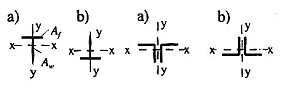 a) b) a) b)
y A_f y y
x x x x x x x x
y A_w y y y